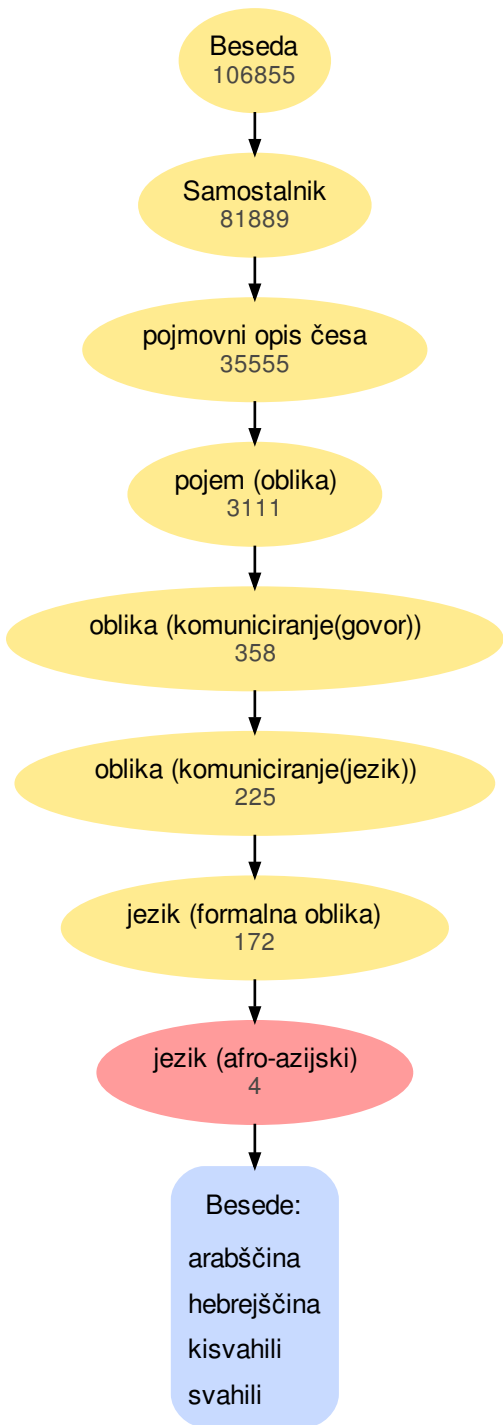 Beseda
106855
Samostalnik
81889
pojmovni opis česa
35555
pojem (oblika)
3111
oblika (komuniciranje(govor))
358
oblika (komuniciranje(jezik))
225
jezik (formalna oblika)
172
jezik (afro-azijski)
4
Besede:
arabščina
hebrejščina
kisvahili
svahili